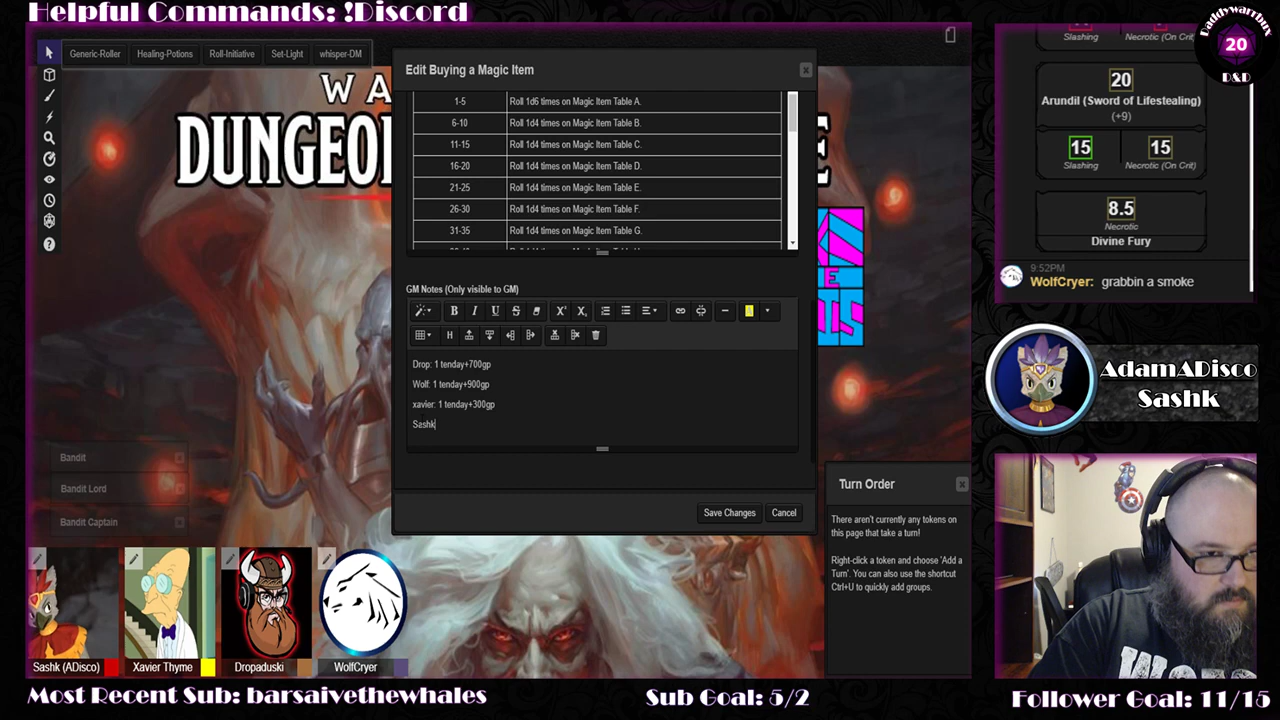 Helpful Commands: !Discord
Generic-Roller
Healing-Potions
Roll-Initiative
Set-Light
whisper-DM
WA
DUNGEO
E
Edit Buying a Magic Item
1-5 Roll 1d6 times on Magic Item Table A.
6-10 Roll 1d4 times on Magic Item Table B.
11-15 Roll 1d4 times on Magic Item Table C.
16-20 Roll 1d4 times on Magic Item Table D.
21-25 Roll 1d4 times on Magic Item Table E.
26-30 Roll 1d4 times on Magic Item Table F.
31-35 Roll 1d4 times on Magic Item Table G.
GM Notes (Only visible to GM)
Drop: 1 tenday+700gp
Wolf: 1 tenday+900gp
xavier: 1 tenday+300gp
Sashk
Save Changes
Cancel
Bandit
Bandit Lord
Bandit Captain
Turn Order
There aren't currently any tokens on
this page that take a turn!
Right-click a token and choose 'Add a
Turn'. You can also use the shortcut
Ctrl+U to quickly add groups.
Slashing
Necrotic (On Crit)
20
Arundil (Sword of Lifestealing)
(+9)
15
15
Slashing
Necrotic (On Crit)
8.5
Necrotic
Divine Fury
9:52PM
WolfCryer: grabbin a smoke
Daddywarrbux
20
D&D
AdamADisco
Sashk
Sashk (ADisco)
Xavier Thyme
Dropaduski
WolfCryer
Most Recent Sub: barsaivethewhales
Sub Goal: 5/2
Follower Goal: 11/15